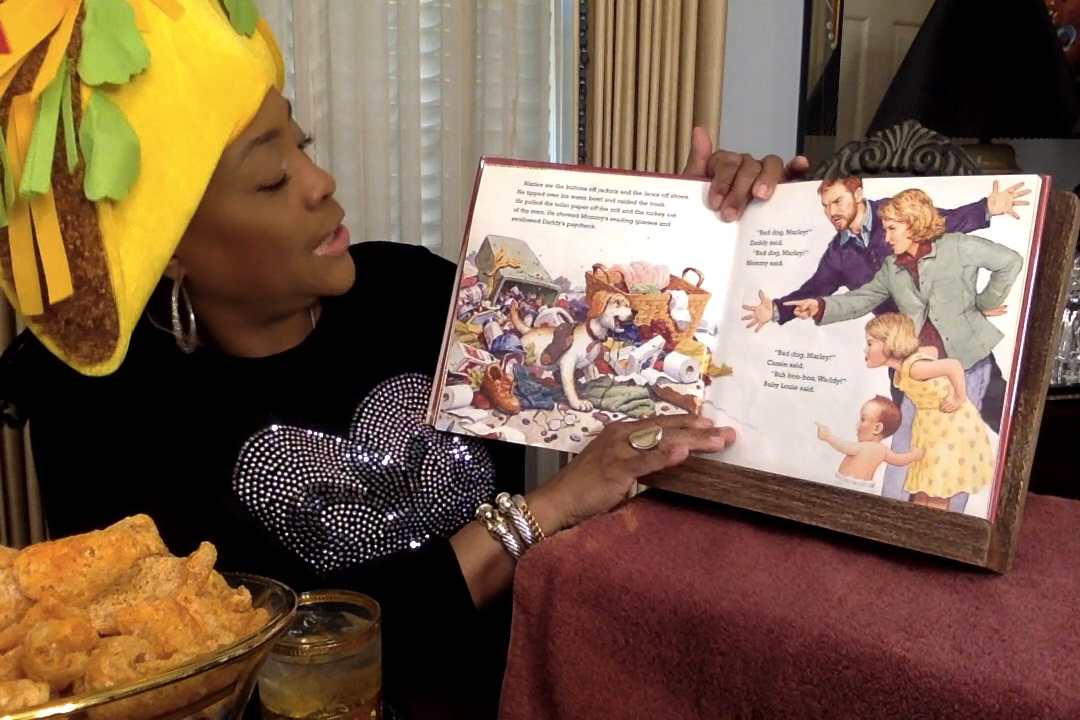 Marley ate the buttons off jackets and the laces off shoes.
He tipped over his water bowl and raided the trash.
He pulled the toilet paper off the roll and the turkey out
of the oven. He chewed Mommy's reading glasses and
swallowed Daddy's paycheck.
"Bad dog, Marley!"
Daddy said.
"Bad dog, Marley!"
Mommy said.
"Bad dog, Marley!"
Cassie said.
"Bah boo-boo, Waddy!"
Baby Louie said.